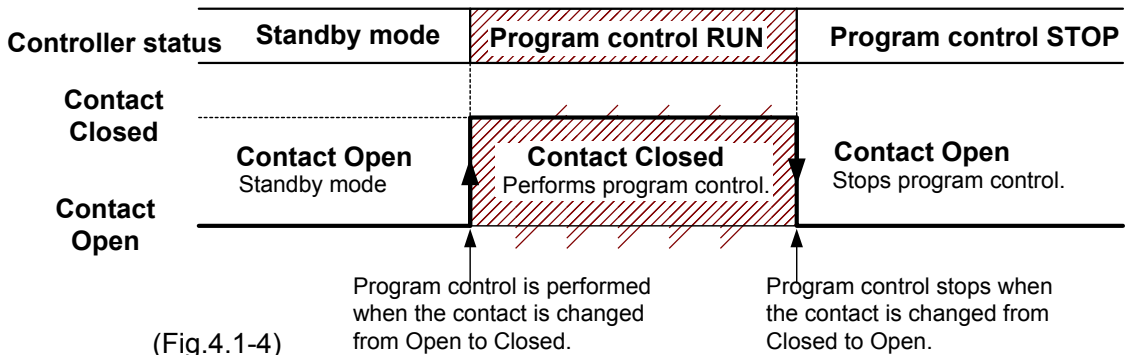 Controller status Standby mode Program control RUN Program control STOP
Contact
Closed
Contact Open
Standby mode
Contact Closed
Performs program control.
Contact Open
Stops program control.
Contact
Open
Program control is performed
when the contact is changed
from Open to Closed.
Program control stops when
the contact is changed from
Closed to Open.
(Fig.4.1-4)